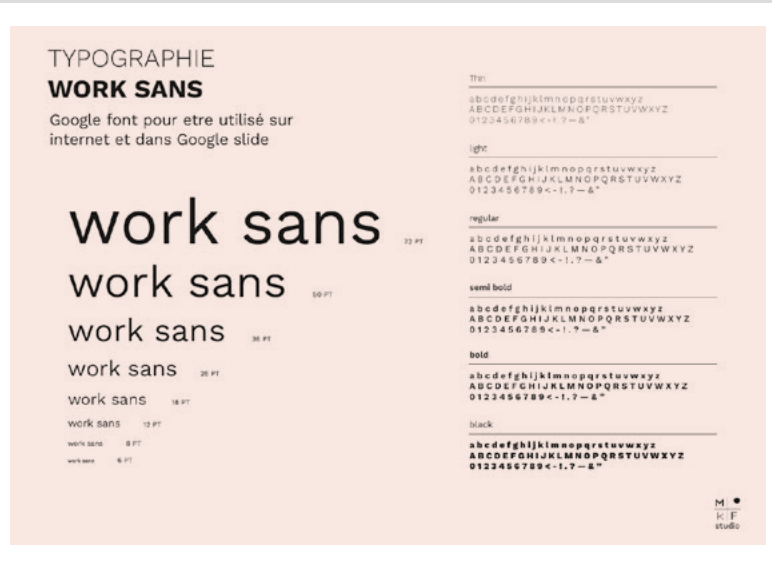 TYPOGRAPHIE
WORK SANS
Google font pour etre utilisé sur
internet et dans Google slide
work sans 72 PT
work sans 50 PT
work sans 36 PT
work sans 26 PT
work sans 18 PT
work sans 12 PT
work sans 8 PT
work sans 6 PT
Thin
abcdefghijklmnopqrstuvwxyz
ABCDEFGHIJKLMNOPQRSTUVWXYZ
0123456789<-!.?—&"
light
abcdefghijklmnopqrstuvwxyz
ABCDEFGHIJKLMNOPQRSTUVWXYZ
0123456789<-!.?—&"
regular
abcdefghijklmnopqrstuvwxyz
ABCDEFGHIJKLMNOPQRSTUVWXYZ
0123456789<-!.?—&"
semi bold
abcdefghijklmnopqrstuvwxyz
ABCDEFGHIJKLMNOPQRSTUVWXYZ
0123456789<-!.?—&"
bold
abcdefghijklmnopqrstuvwxyz
ABCDEFGHIJKLMNOPQRSTUVWXYZ
0123456789<-!.?—&"
black
abcdefghijklmnopqrstuvwxyz
ABCDEFGHIJKLMNOPQRSTUVWXYZ
0123456789<-!.?—&"
M
k F
studio